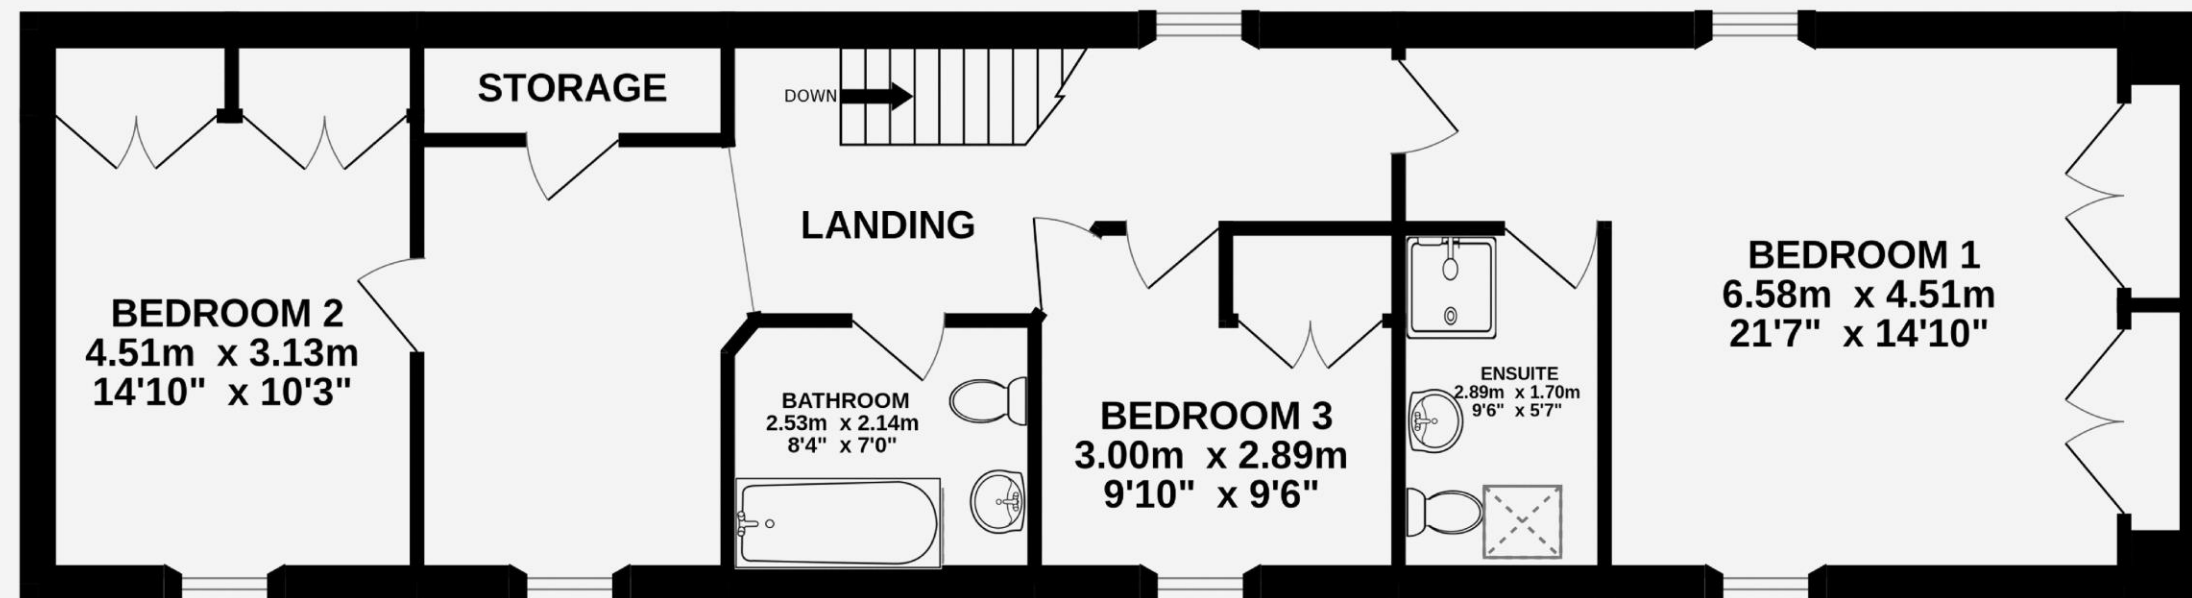 STORAGE
DOWN
LANDING
BEDROOM 2
4.51m x 3.13m
14'10" x 10'3"
BATHROOM
2.53m x 2.14m
8'4" x 7'0"
BEDROOM 3
3.00m x 2.89m
9'10" x 9'6"
ENSUITE
2.89m x 1.70m
9'6" x 5'7"
BEDROOM 1
6.58m x 4.51m
21'7" x 14'10"